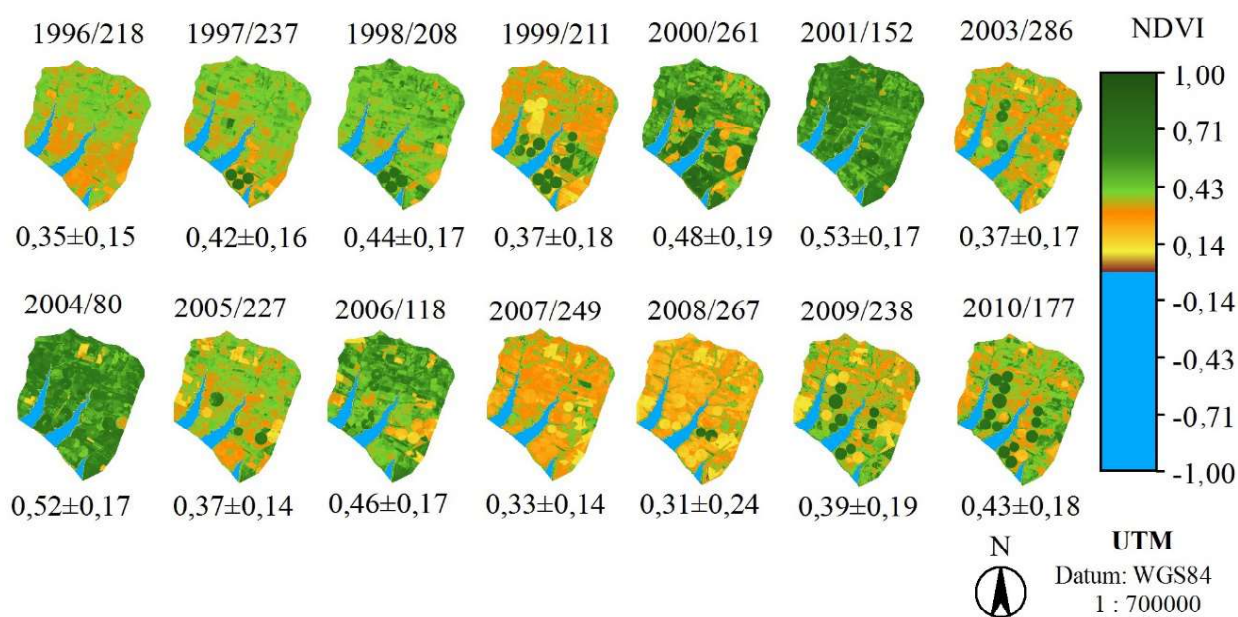 1996/218 1997/237 1998/208 1999/211 2000/261 2001/152 2003/286 NDVI
1,00
0,71
0,43
0,14
-0,14
-0,43
-0,71
-1,00
0,35±0,15 0,42±0,16 0,44±0,17 0,37±0,18 0,48±0,19 0,53±0,17 0,37±0,17
2004/80 2005/227 2006/118 2007/249 2008/267 2009/238 2010/177
0,52±0,17 0,37±0,14 0,46±0,17 0,33±0,14 0,31±0,24 0,39±0,19 0,43±0,18
N
UTM
Datum: WGS84
1 : 700000